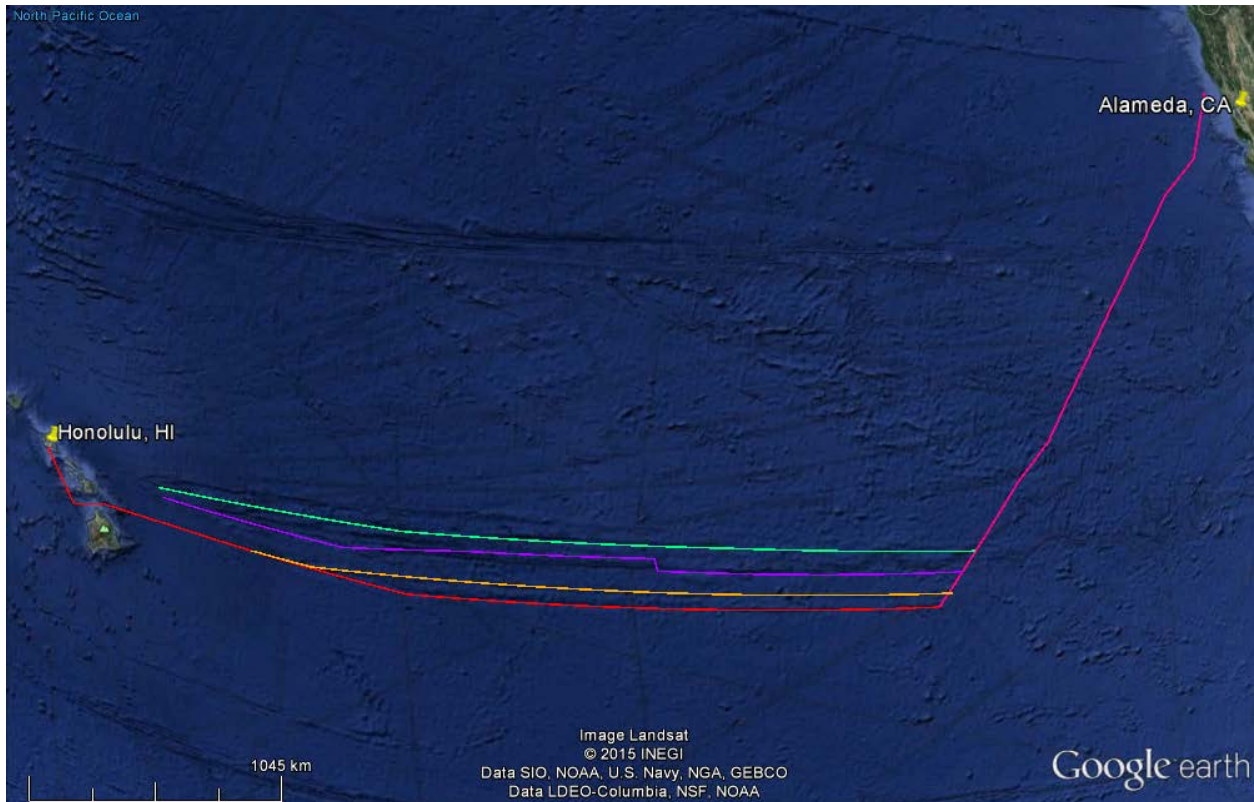 North Pacific Ocean
Alameda, CA
Honolulu, HI
1045 km
Image Landsat
© 2015 INEGI
Data SIO, NOAA, U.S. Navy, NGA, GEBCO
Data LDEO-Columbia, NSF, NOAA
Google earth